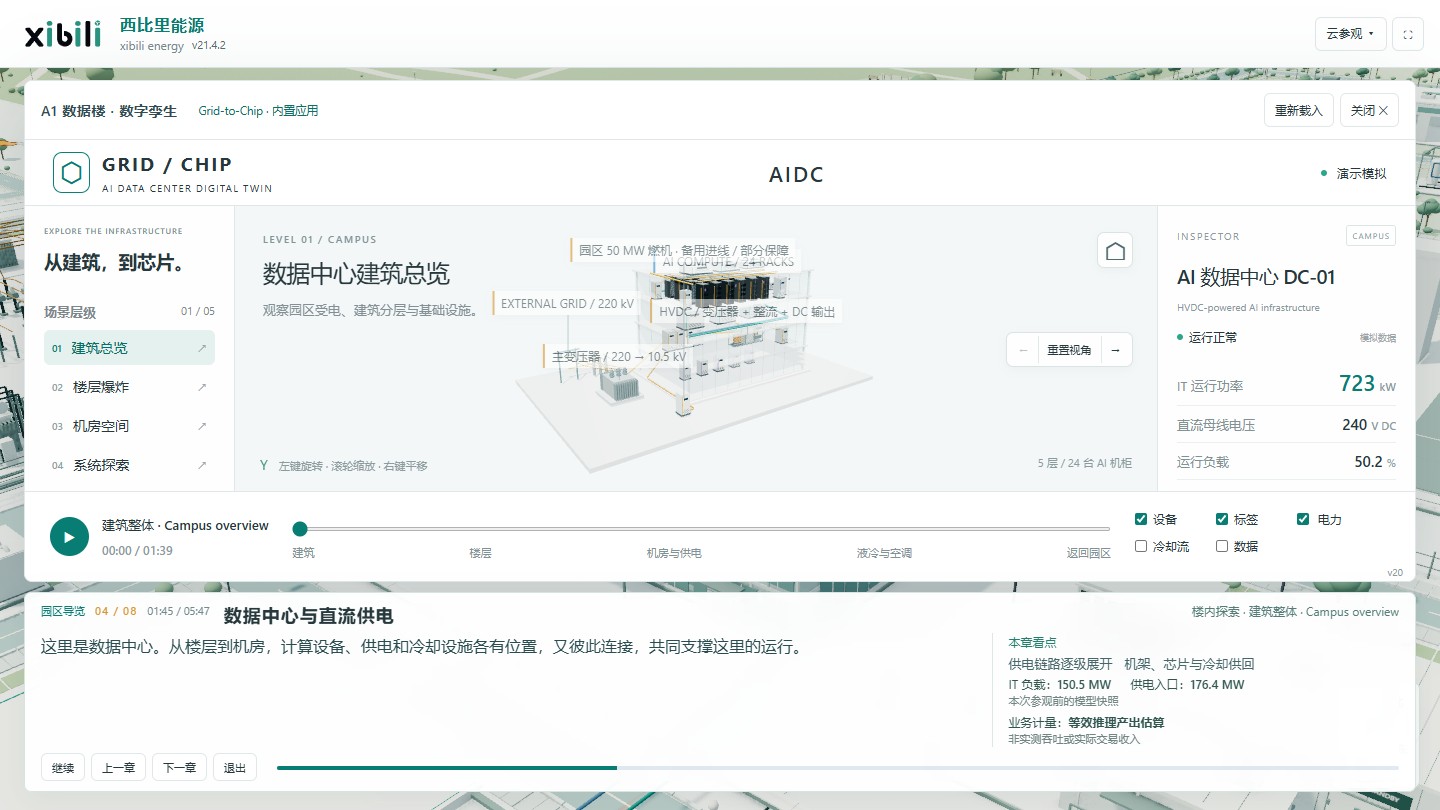 xibili
西比里能源
xibili energy v21.4.2
云参观
A1 数据楼 · 数字孪生
Grid-to-Chip · 内置应用
重新载入
关闭 ×
GRID / CHIP
AI DATA CENTER DIGITAL TWIN
AIDC
演示模拟
EXPLORE THE INFRASTRUCTURE
从建筑，到芯片。
场景层级 01 / 05
01 建筑总览 ↗
02 楼层爆炸 ↗
03 机房空间 ↗
04 系统探索 ↗
LEVEL 01 / CAMPUS
数据中心建筑总览
观察园区受电、建筑分层与基础设施。
园区 50 MW 燃机 · 备用进线 / 部分保障
AI COMPUTE / 24 RACKS
EXTERNAL GRID / 220 kV
HVDC / 变压器 + 整流 + DC 输出
主变压器 / 220 → 10.5 kV
← 重置视角 →
Y 左键旋转 · 滚轮缩放 · 右键平移
5 层 / 24 台 AI 机柜
INSPECTOR CAMPUS
AI 数据中心 DC-01
HVDC-powered AI infrastructure
运行正常 模拟数据
IT 运行功率 723 kW
直流母线电压 240 V DC
运行负载 50.2 %
建筑整体 · Campus overview
00:00 / 01:39
建筑 楼层 机房与供电 液冷与空调 返回园区
设备 标签 电力
冷却流 数据
v20
园区导览 04 / 08 01:45 / 05:47 数据中心与直流供电
楼内探索 · 建筑整体 · Campus overview
这里是数据中心。从楼层到机房，计算设备、供电和冷却设施各有位置，又彼此连接，共同支撑这里的运行。
本章看点
供电链路逐级展开 机架、芯片与冷却供回
IT 负载：150.5 MW 供电入口：176.4 MW
本次参观前的模型快照
业务计量：等效推理产出估算
非实测吞吐或实际交易收入
继续 上一章 下一章 退出